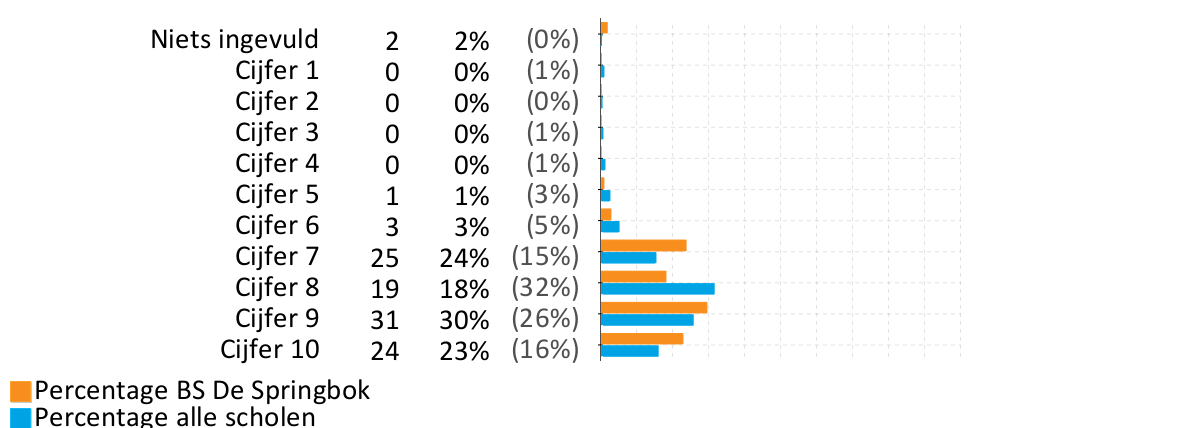 Niets ingevuld 2 2% (0%)
Cijfer 1 0 0% (1%)
Cijfer 2 0 0% (0%)
Cijfer 3 0 0% (1%)
Cijfer 4 0 0% (1%)
Cijfer 5 1 1% (3%)
Cijfer 6 3 3% (5%)
Cijfer 7 25 24% (15%)
Cijfer 8 19 18% (32%)
Cijfer 9 31 30% (26%)
Cijfer 10 24 23% (16%)
Percentage BS De Springbok
Percentage alle scholen